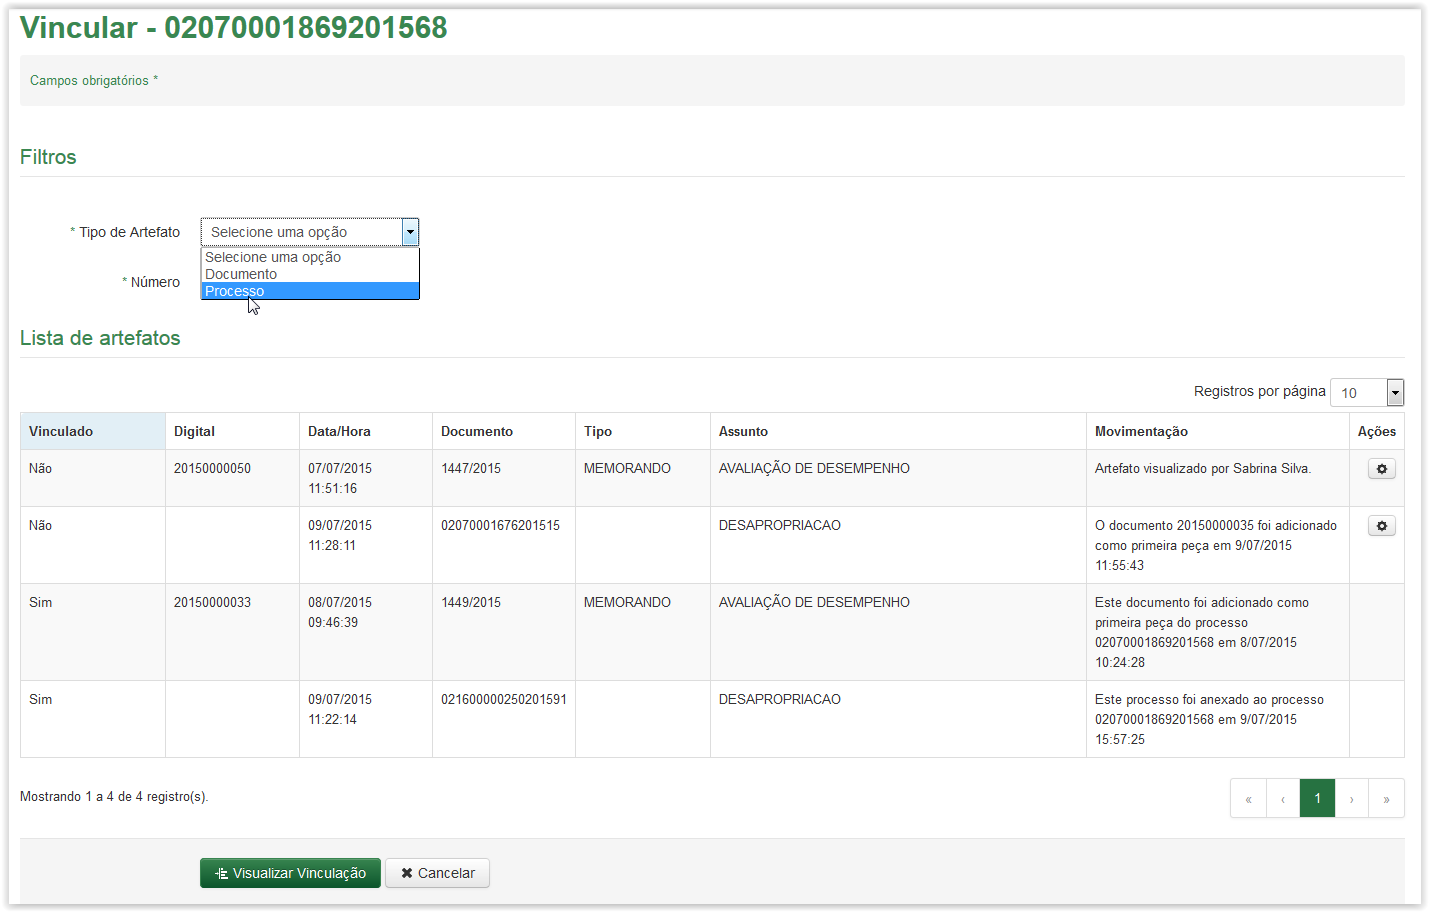 Vincular - 02070001869201568
Campos obrigatórios *
Filtros
* Tipo de Artefato
Selecione uma opção
Selecione uma opção
Documento
* Número
Processo
Lista de artefatos
Registros por página 10
Vinculado Digital Data/Hora Documento Tipo Assunto Movimentação Ações
Não 20150000050 07/07/2015 1447/2015 MEMORANDO AVALIAÇÃO DE DESEMPENHO Artefato visualizado por Sabrina Silva.
11:51:16
Não 09/07/2015 02070001676201515 DESAPROPRIACAO O documento 20150000035 foi adicionado
11:28:11 como primeira peça em 9/07/2015
11:55:43
Sim 20150000033 08/07/2015 1449/2015 MEMORANDO AVALIAÇÃO DE DESEMPENHO Este documento foi adicionado como
09:46:39 primeira peça do processo
02070001869201568 em 8/07/2015
10:24:28
Sim 09/07/2015 021600000250201591 DESAPROPRIACAO Este processo foi anexado ao processo
11:22:14 02070001869201568 em 9/07/2015
15:57:25
Mostrando 1 a 4 de 4 registro(s).
« ‹ 1 › »
Visualizar Vinculação Cancelar